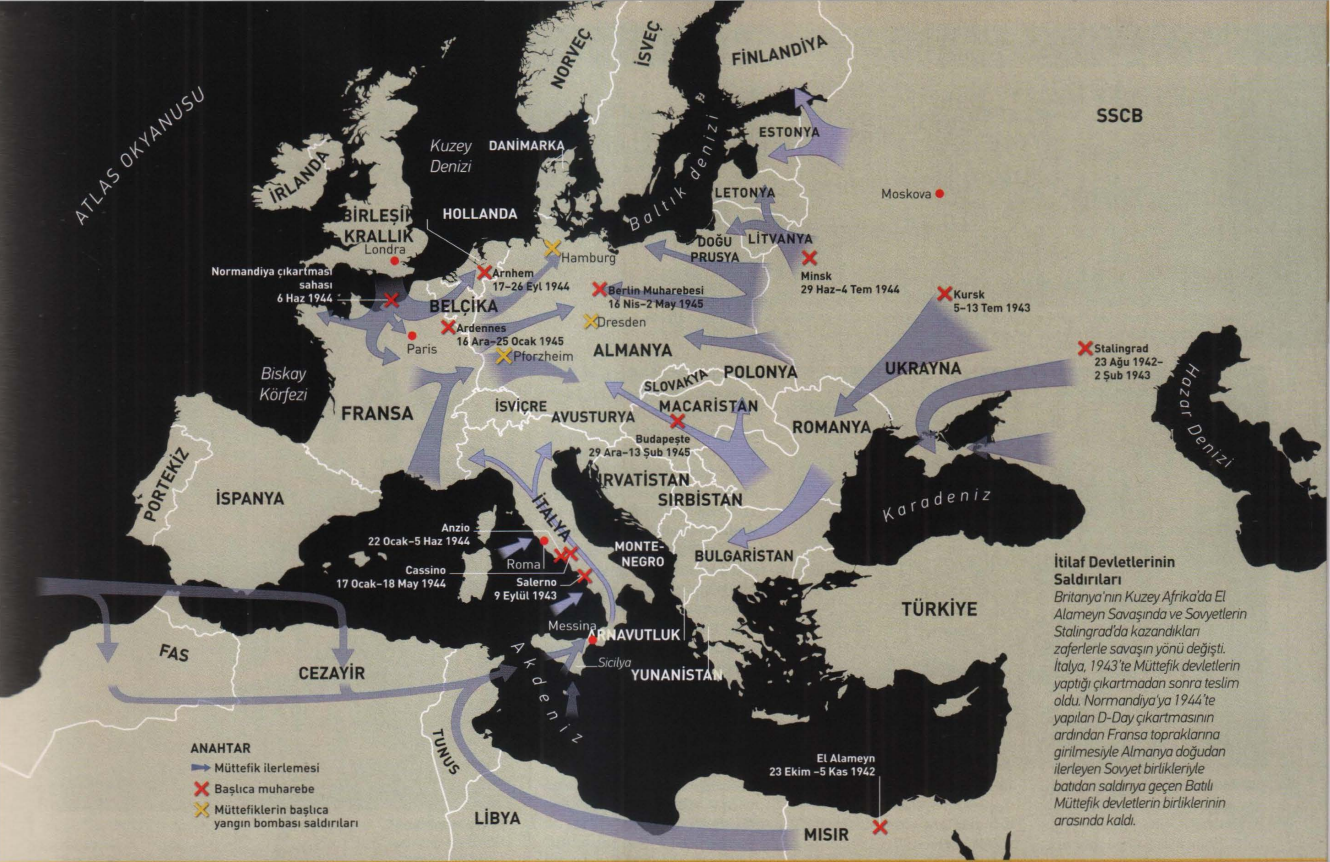 ATLAS OKYANUSU
NORVEÇ
İSVEÇ
FİNLANDİYA
SSCB
ESTONYA
Kuzey
Denizi
DANİMARKA
Baltık denizi
LETONYA
Moskova
İRLANDA
BİRLEŞİK
KRALLIK
Londra
HOLLANDA
DOĞU
PRUSYA
LİTVANYA
Hamburg
Minsk
29 Haz–4 Tem 1944
Normandiya çıkartması
sahası
6 Haz 1944
Arnhem
17–26 Eyl 1944
Berlin Muharebesi
16 Nis–2 May 1945
Kursk
5–13 Tem 1943
BELÇİKA
Dresden
Ardennes
16 Ara–25 Ocak 1945
Paris
Pforzheim
ALMANYA
Stalingrad
23 Ağu 1942–
2 Şub 1943
Biskay
Körfezi
SLOVAKYA
POLONYA
UKRAYNA
Hazar Denizi
FRANSA
İSVİÇRE
AVUSTURYA
MACARİSTAN
ROMANYA
Budapeşte
29 Ara–13 Şub 1945
PORTEKİZ
İSPANYA
IRVATİSTAN
SIRBİSTAN
Karadeniz
İTALYA
Anzio
22 Ocak–5 Haz 1944
Roma
MONTE-
NEGRO
BULGARİSTAN
Cassino
17 Ocak–18 May 1944
Salerno
9 Eylül 1943
TÜRKİYE
Messina
ARNAVUTLUK
Sicilya
YUNANİSTAN
Akdeniz
FAS
CEZAYİR
TUNUS
LİBYA
El Alameyn
23 Ekim –5 Kas 1942
MISIR
ANAHTAR
Müttefik ilerlemesi
Başlıca muharebe
Müttefiklerin başlıca
yangın bombası saldırıları
İtilaf Devletlerinin
Saldırıları
Britanya'nın Kuzey Afrika'da El
Alameyn Savaşında ve Sovyetlerin
Stalingrad'da kazandıkları
zaferlerle savaşın yönü değişti.
İtalya, 1943'te Müttefik devletlerin
yaptığı çıkartmadan sonra teslim
oldu. Normandiya'ya 1944'te
yapılan D-Day çıkartmasının
ardından Fransa topraklarına
girilmesiyle Almanya doğudan
ilerleyen Sovyet birlikleriyle
batıdan saldırıya geçen Batılı
Müttefik devletlerin birliklerinin
arasında kaldı.